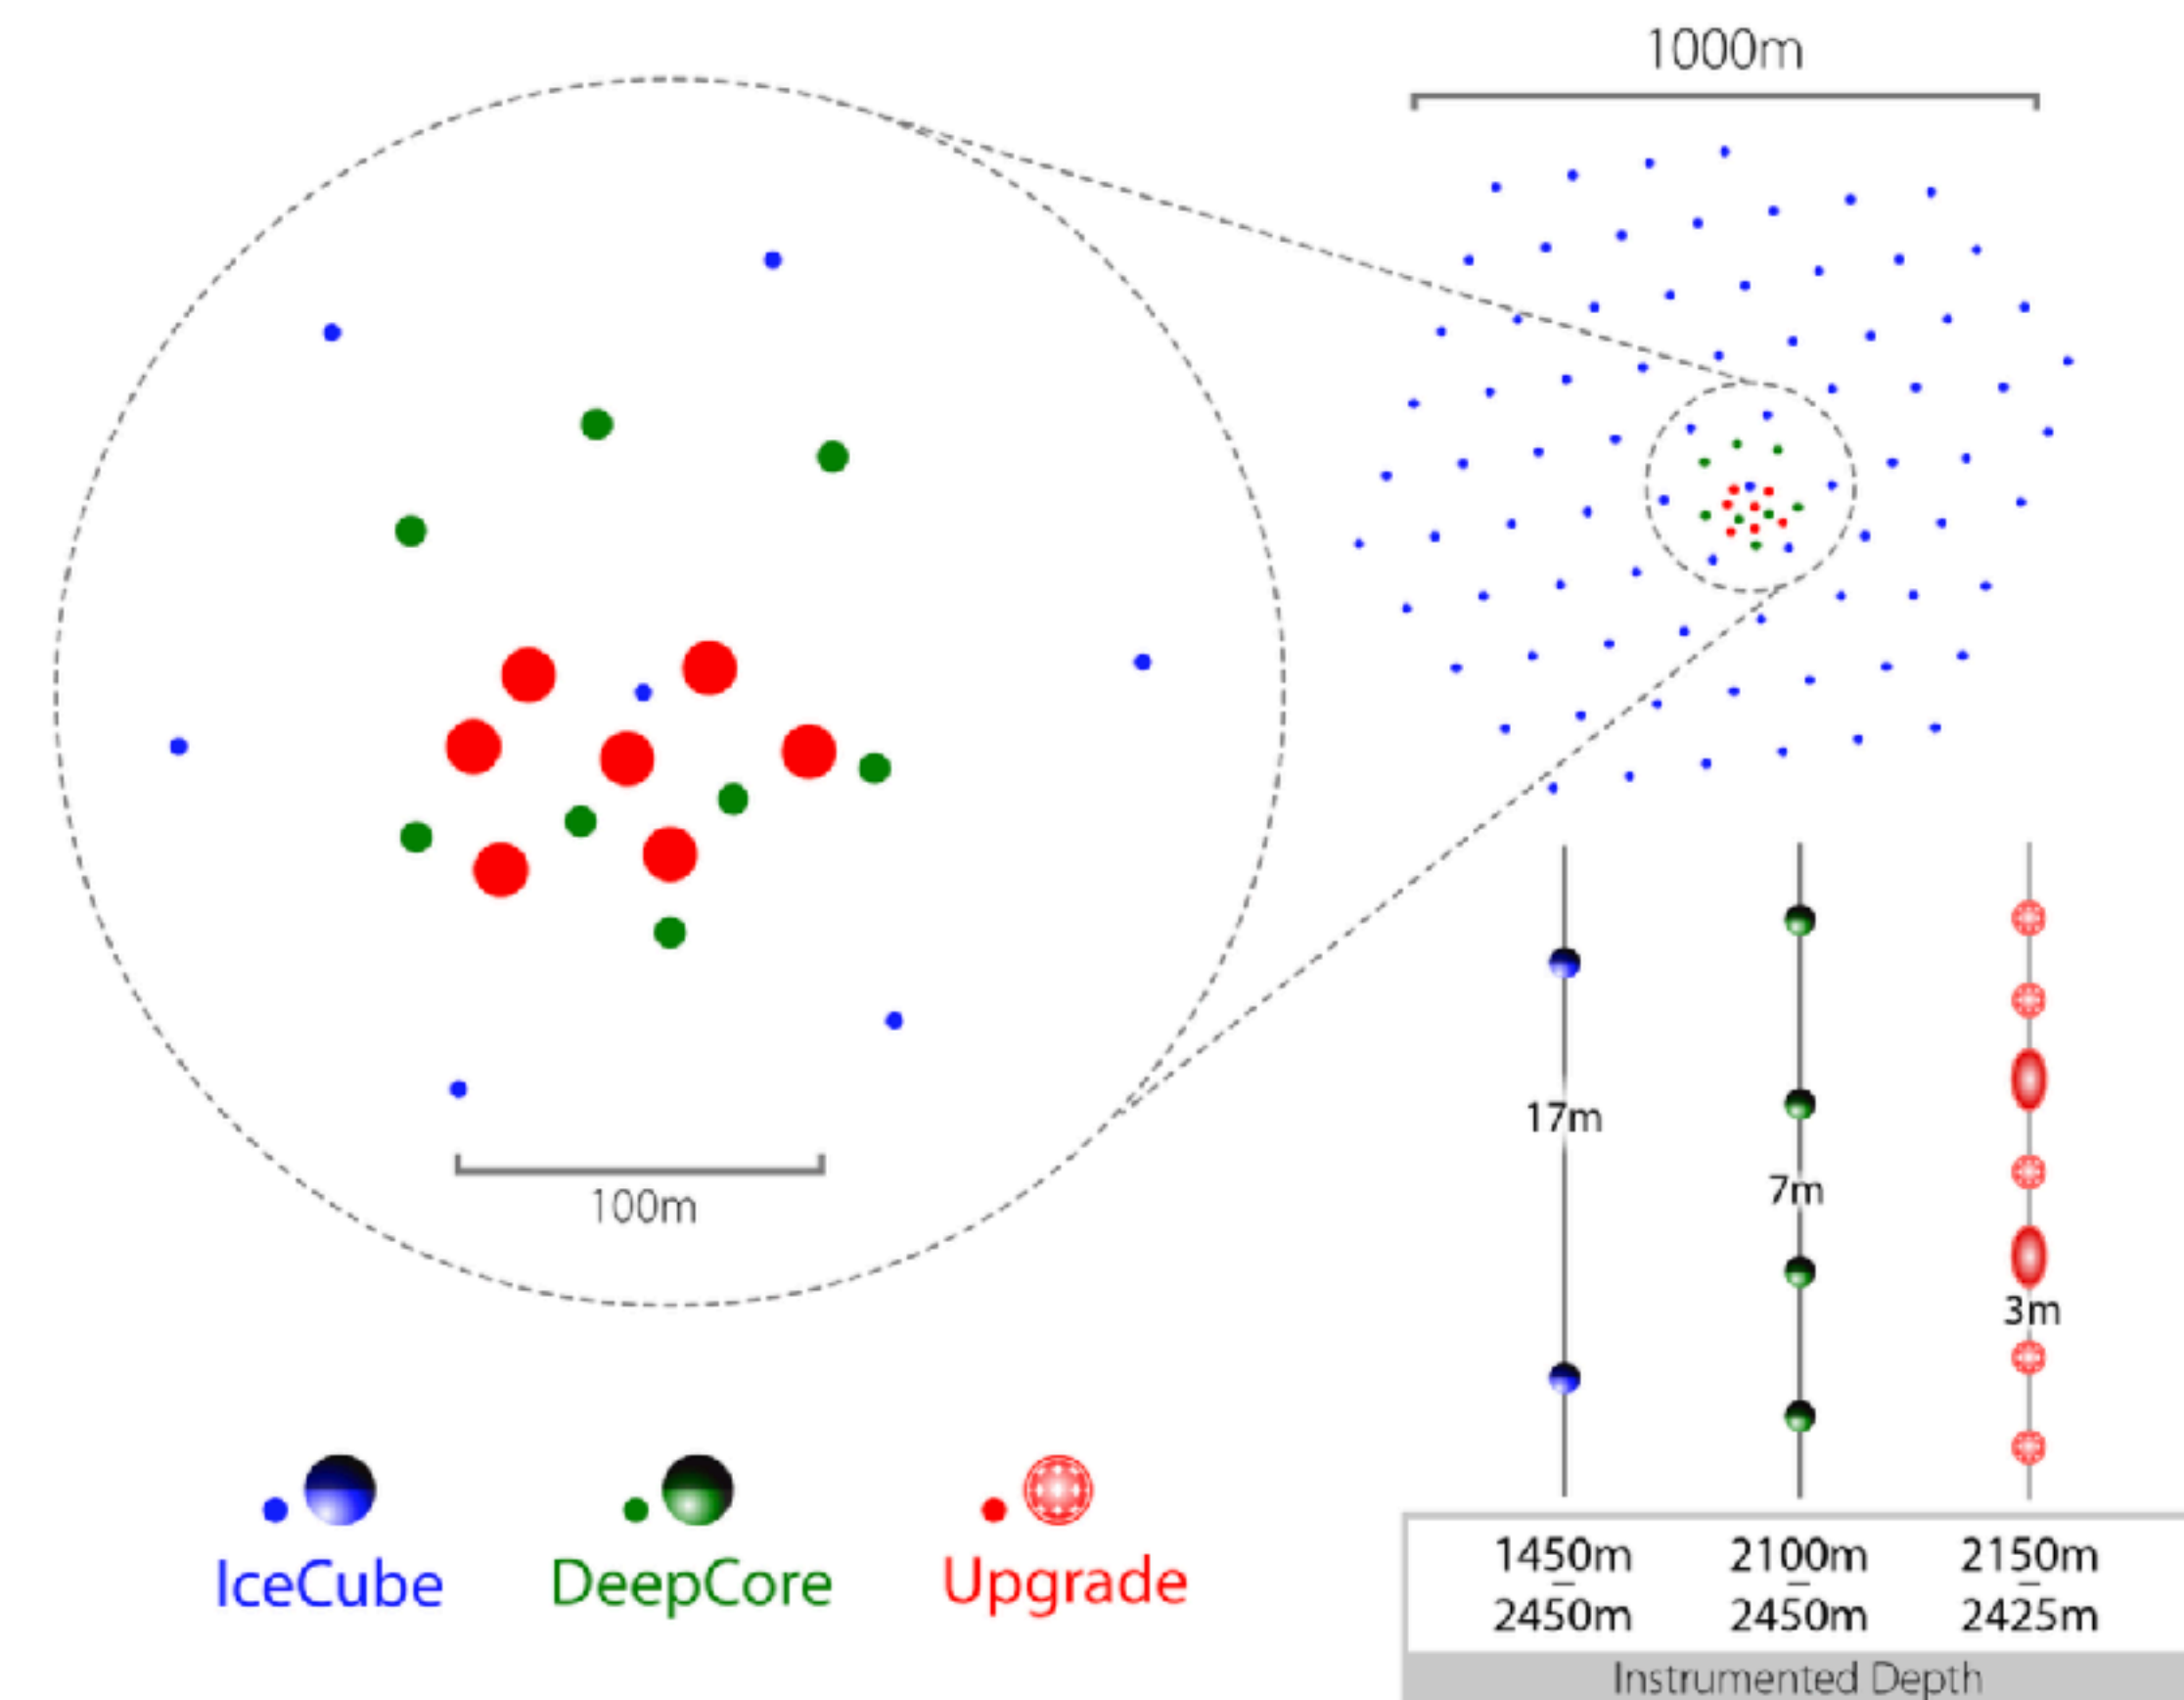 1000m
100m
17m
7m
3m
IceCube
DeepCore
Upgrade
1450m
–
2450m
2100m
–
2450m
2150m
–
2425m
Instrumented Depth